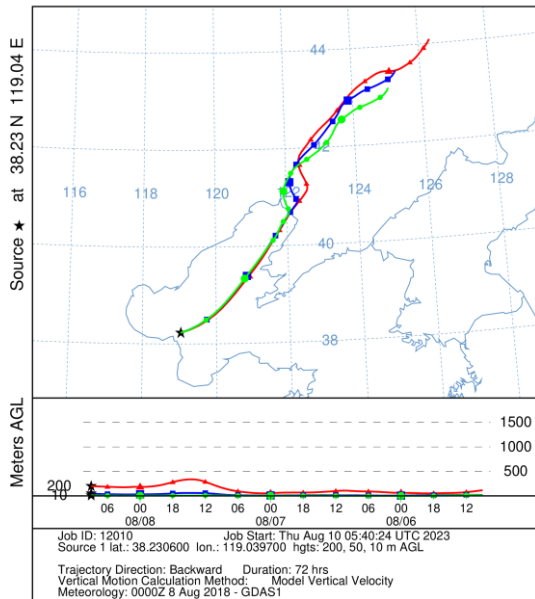 Source ★ at 38.23 N 119.04 E
44
42
116
120
122
124
126
128
40
38
Meters AGL
1500
1000
500
200
10
06 00 18 12 06 00 18 12 06 00 18 12
08/08 08/07 08/06
Job ID: 12010 Job Start: Thu Aug 10 05:40:24 UTC 2023
Source 1 lat.: 38.230600 lon.: 119.039700 hgts: 200, 50, 10 m AGL
Trajectory Direction: Backward Duration: 72 hrs
Vertical Motion Calculation Method: Model Vertical Velocity
Meteorology: 0000Z 8 Aug 2018 - GDAS1